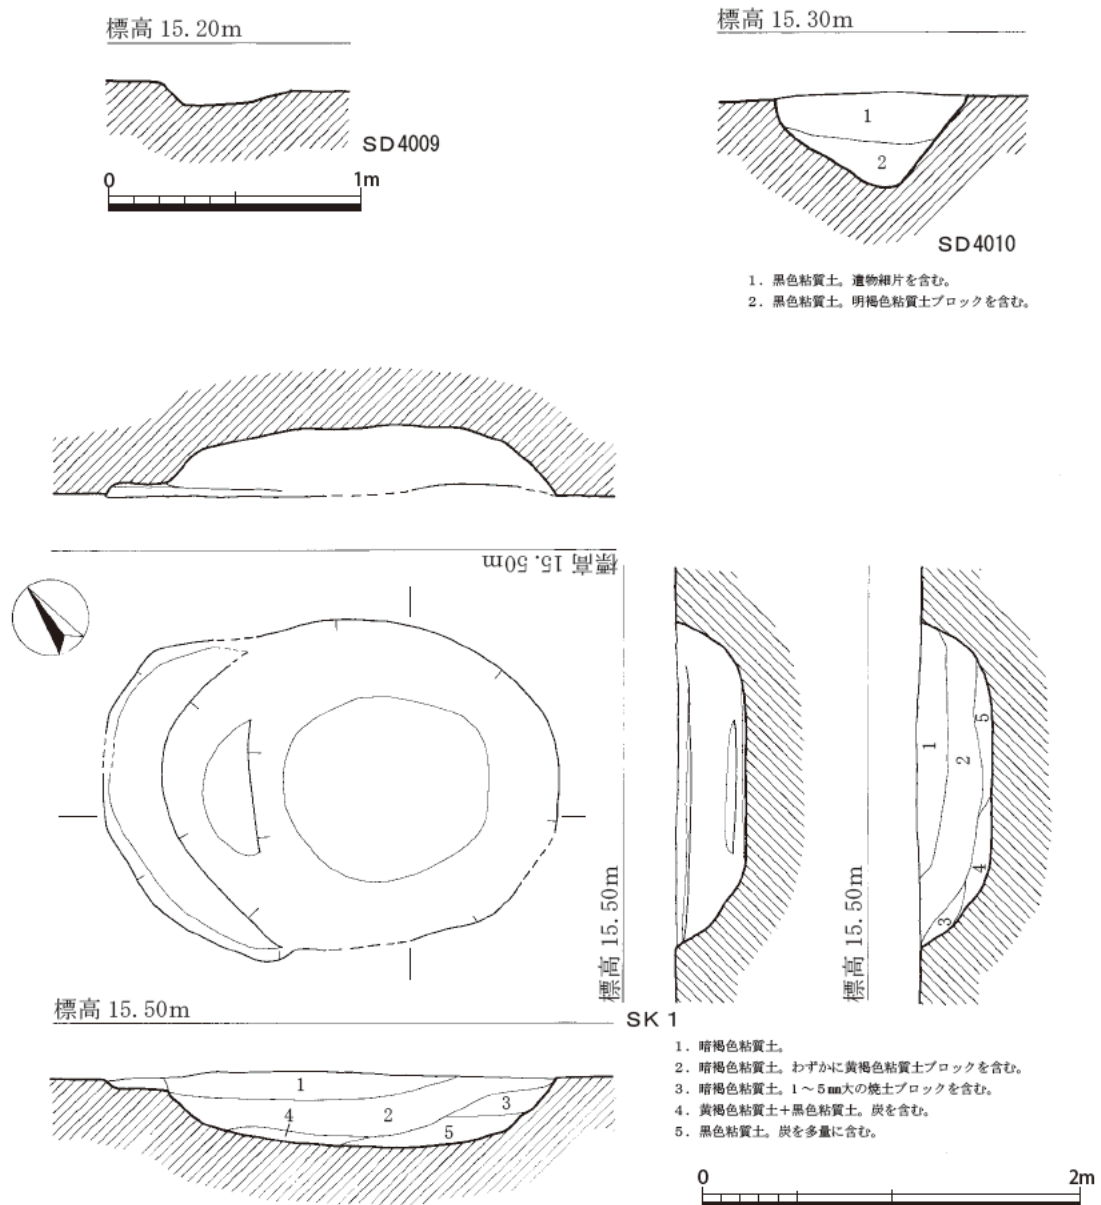 標高 15.20m
SD4009
0 1m
標高 15.30m
1
2
SD4010
1. 黒色粘質土。遺物細片を含む。
2. 黒色粘質土。明褐色粘質土ブロックを含む。
標高 15.50m
標高 15.50m
1
2
5
4
3
標高 15.50m
標高 15.50m
1
2
3
4
5
SK1
1. 暗褐色粘質土。
2. 暗褐色粘質土。わずかに黄褐色粘質土ブロックを含む。
3. 暗褐色粘質土。1～5㎜大の焼土ブロックを含む。
4. 黄褐色粘質土+黒色粘質土。炭を含む。
5. 黒色粘質土。炭を多量に含む。
0 2m